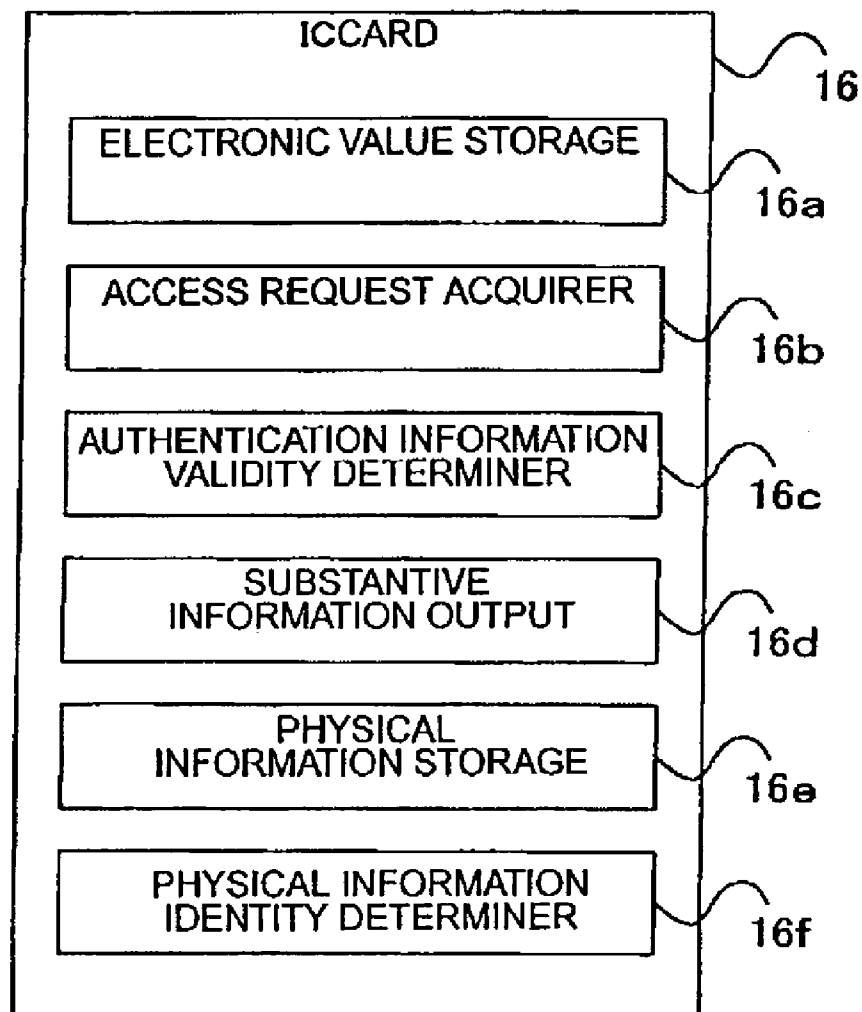 ICCARD
16
ELECTRONIC VALUE STORAGE
16a
ACCESS REQUEST ACQUIRER
16b
AUTHENTICATION INFORMATION
VALIDITY DETERMINER
16c
SUBSTANTIVE
INFORMATION OUTPUT
16d
PHYSICAL
INFORMATION STORAGE
16e
PHYSICAL INFORMATION
IDENTITY DETERMINER
16f